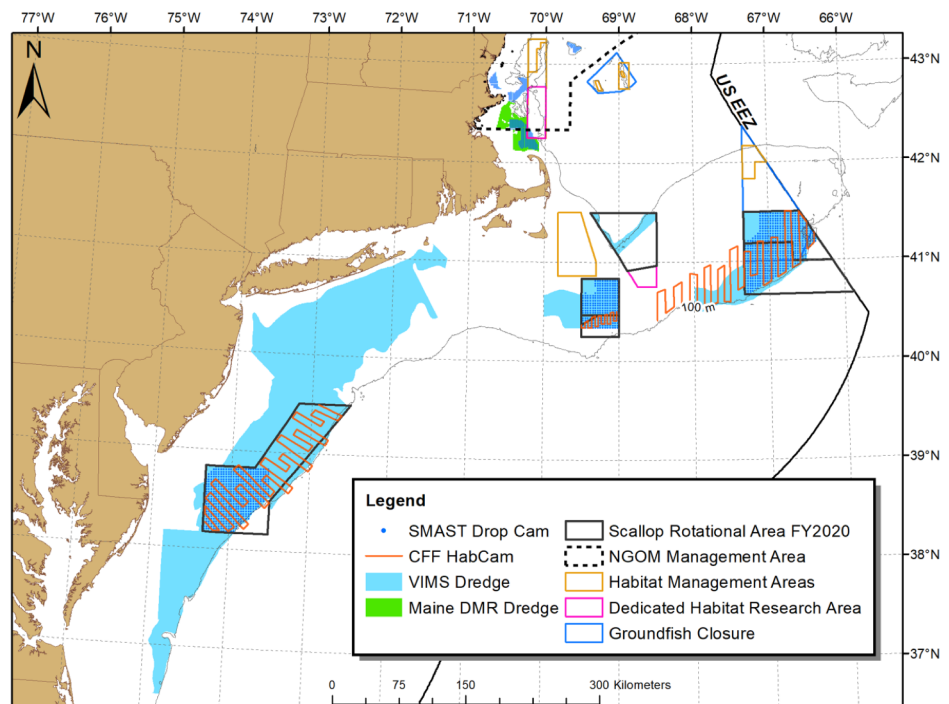 77°W 76°W 75°W 74°W 73°W 72°W 71°W 70°W 69°W 68°W 67°W 66°W
N
43°N
US EEZ
42°N
41°N
100 m
40°N
39°N
Legend
SMAST Drop Cam
CFF HabCam
VIMS Dredge
Maine DMR Dredge
Scallop Rotational Area FY2020
NGOM Management Area
Habitat Management Areas
Dedicated Habitat Research Area
Groundfish Closure
38°N
37°N
0 75 150 300 Kilometers